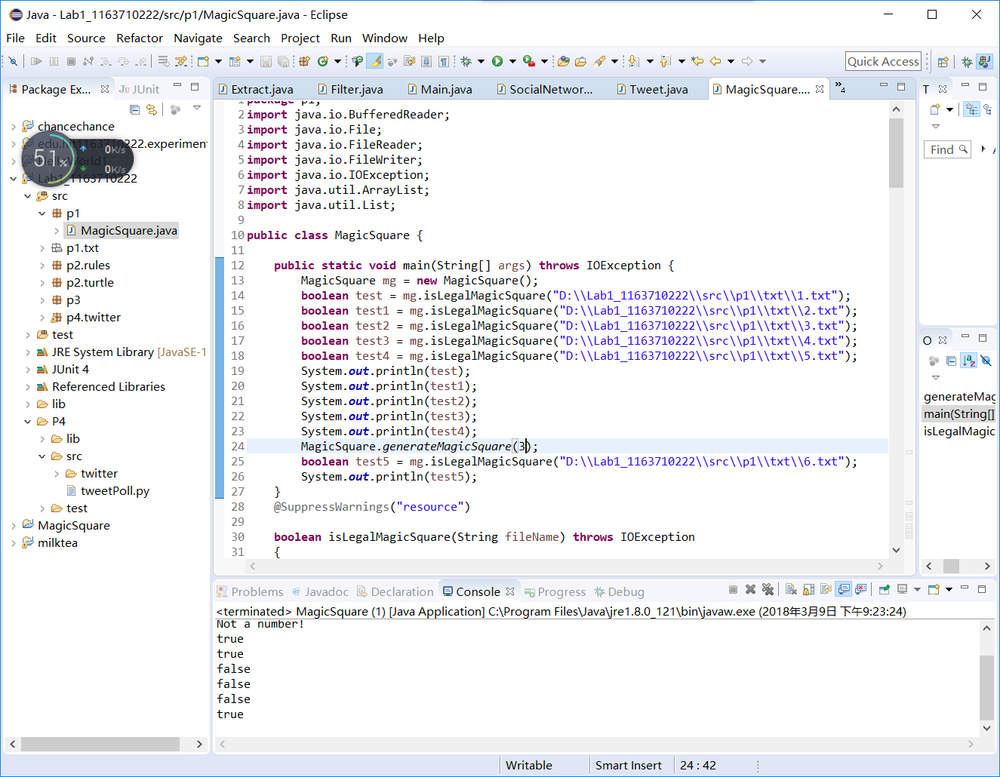 Java - Lab1_1163710222/src/p1/MagicSquare.java - Eclipse
File Edit Source Refactor Navigate Search Project Run Window Help
Quick Access
Package Ex...
JUnit
chancechance
Lab1_1163710222
src
p1
MagicSquare.java
p1.txt
p2.rules
p2.turtle
p3
p4.twitter
test
JRE System Library [JavaSE-1
JUnit 4
Referenced Libraries
lib
P4
lib
src
twitter
tweetPoll.py
test
MagicSquare
milktea
51%
0K/s
0K/s
Extract.java Filter.java Main.java SocialNetwor... Tweet.java MagicSquare.... »4
1 package p1;
2 import java.io.BufferedReader;
3 import java.io.File;
4 import java.io.FileReader;
5 import java.io.FileWriter;
6 import java.io.IOException;
7 import java.util.ArrayList;
8 import java.util.List;
9
10 public class MagicSquare {
11
12 public static void main(String[] args) throws IOException {
13 MagicSquare mg = new MagicSquare();
14 boolean test = mg.isLegalMagicSquare("D:\\Lab1_1163710222\\src\\p1\\txt\\1.txt");
15 boolean test1 = mg.isLegalMagicSquare("D:\\Lab1_1163710222\\src\\p1\\txt\\2.txt");
16 boolean test2 = mg.isLegalMagicSquare("D:\\Lab1_1163710222\\src\\p1\\txt\\3.txt");
17 boolean test3 = mg.isLegalMagicSquare("D:\\Lab1_1163710222\\src\\p1\\txt\\4.txt");
18 boolean test4 = mg.isLegalMagicSquare("D:\\Lab1_1163710222\\src\\p1\\txt\\5.txt");
19 System.out.println(test);
20 System.out.println(test1);
21 System.out.println(test2);
22 System.out.println(test3);
23 System.out.println(test4);
24 MagicSquare.generateMagicSquare(3);
25 boolean test5 = mg.isLegalMagicSquare("D:\\Lab1_1163710222\\src\\p1\\txt\\6.txt");
26 System.out.println(test5);
27 }
28 @SuppressWarnings("resource")
29
30 boolean isLegalMagicSquare(String fileName) throws IOException
31 {
T
Find
O
generateMag
main(String[]
isLegalMagic
Problems @ Javadoc Declaration Console Progress Debug
<terminated> MagicSquare (1) [Java Application] C:\Program Files\Java\jre1.8.0_121\bin\javaw.exe (2018年3月9日 下午9:23:24)
Not a number!
true
true
false
false
false
true
Writable Smart Insert 24 : 42